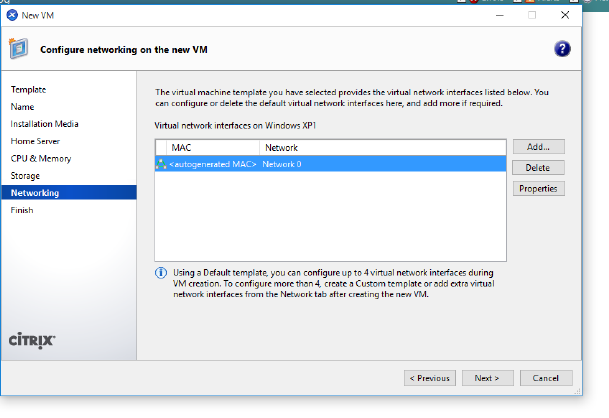 New VM
Configure networking on the new VM
?
Template
Name
Installation Media
Home Server
CPU & Memory
Storage
Networking
Finish
The virtual machine template you have selected provides the virtual network interfaces listed below. You
can configure or delete the default virtual network interfaces here, and add more if required.
Virtual network interfaces on Windows XP1
MAC Network
<autogenerated MAC> Network 0
Add...
Delete
Properties
Using a Default template, you can configure up to 4 virtual network interfaces during
VM creation. To configure more than 4, create a Custom template or add extra virtual
network interfaces from the Network tab after creating the new VM.
CITRIX
< Previous Next > Cancel